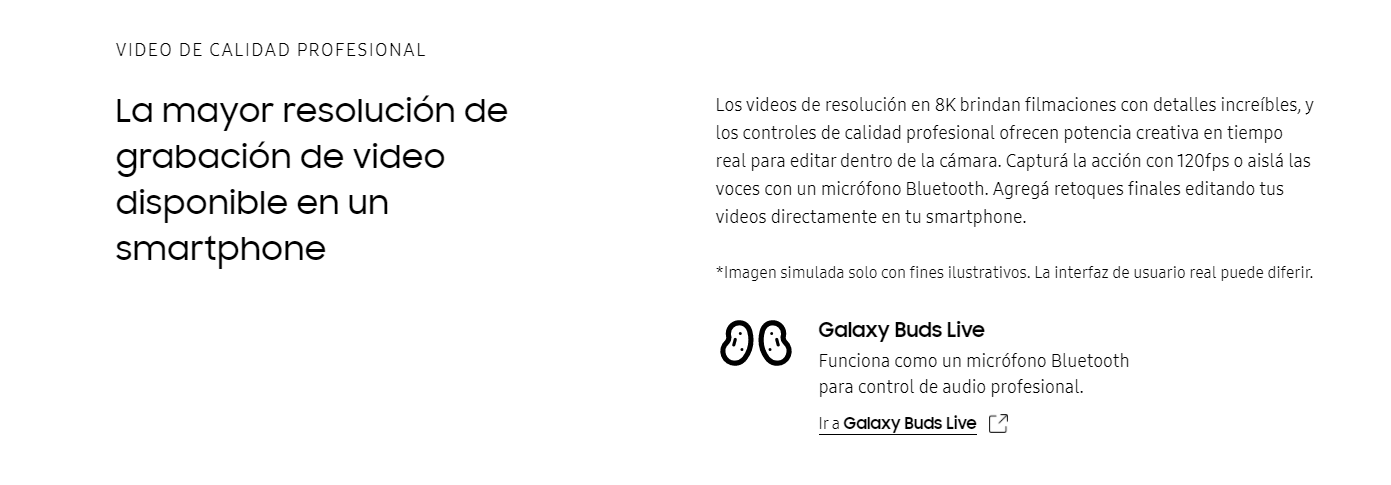 VIDEO DE CALIDAD PROFESIONAL
La mayor resolución de
grabación de video
disponible en un
smartphone
Los videos de resolución en 8K brindan filmaciones con detalles increíbles, y
los controles de calidad profesional ofrecen potencia creativa en tiempo
real para editar dentro de la cámara. Capturá la acción con 120fps o aislá las
voces con un micrófono Bluetooth. Agregá retoques finales editando tus
videos directamente en tu smartphone.
*Imagen simulada solo con fines ilustrativos. La interfaz de usuario real puede diferir.
Galaxy Buds Live
Funciona como un micrófono Bluetooth
para control de audio profesional.
Ir a Galaxy Buds Live